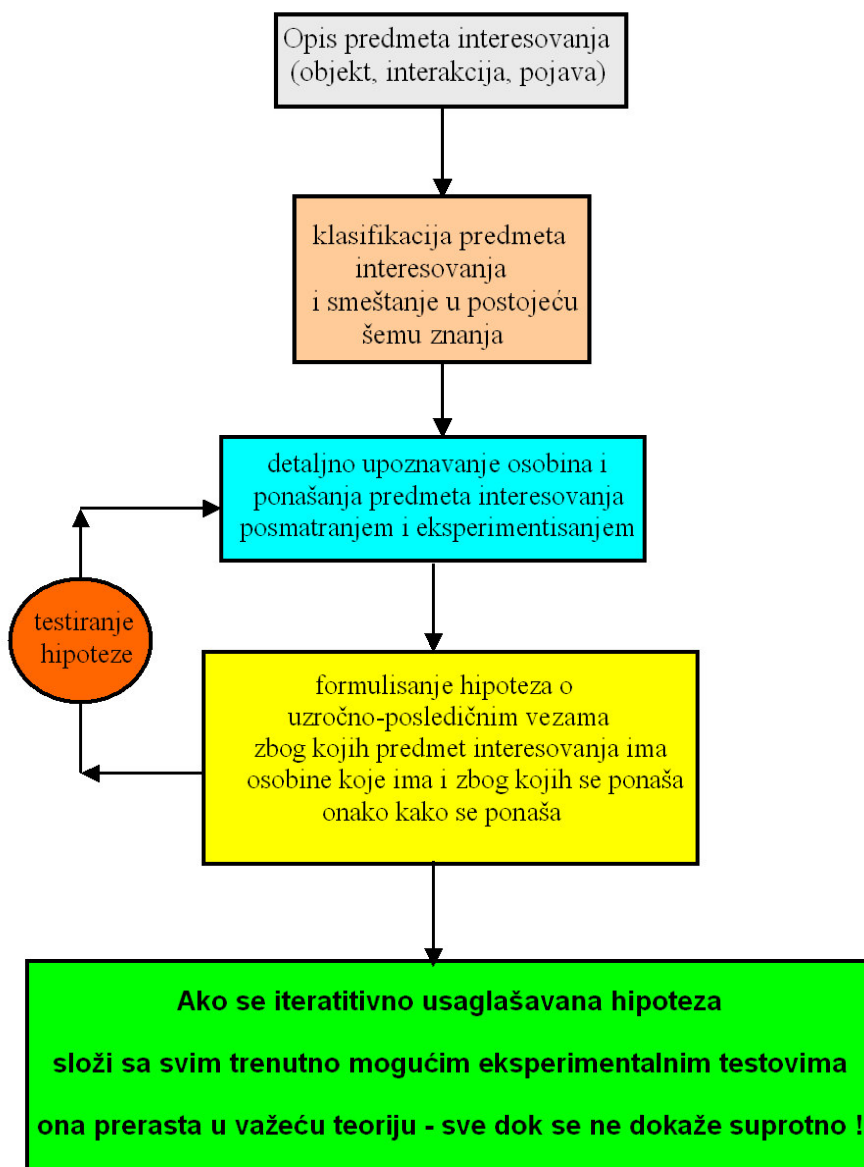 Opis predmeta interesovanja
(objekt, interakcija, pojava)
klasifikacija predmeta
interesovanja
i smeštanje u postojeću
šemu znanja
detaljno upoznavanje osobina i
ponašanja predmeta interesovanja
posmatranjem i eksperimentisanjem
testiranje
hipoteze
formulisanje hipoteza o
uzročno-posledičnim vezama
zbog kojih predmet interesovanja ima
osobine koje ima i zbog kojih se ponaša
onako kako se ponaša
Ako se iteratitivno usaglašavana hipoteza
složi sa svim trenutno mogućim eksperimentalnim testovima
ona prerasta u važeću teoriju - sve dok se ne dokaže suprotno !